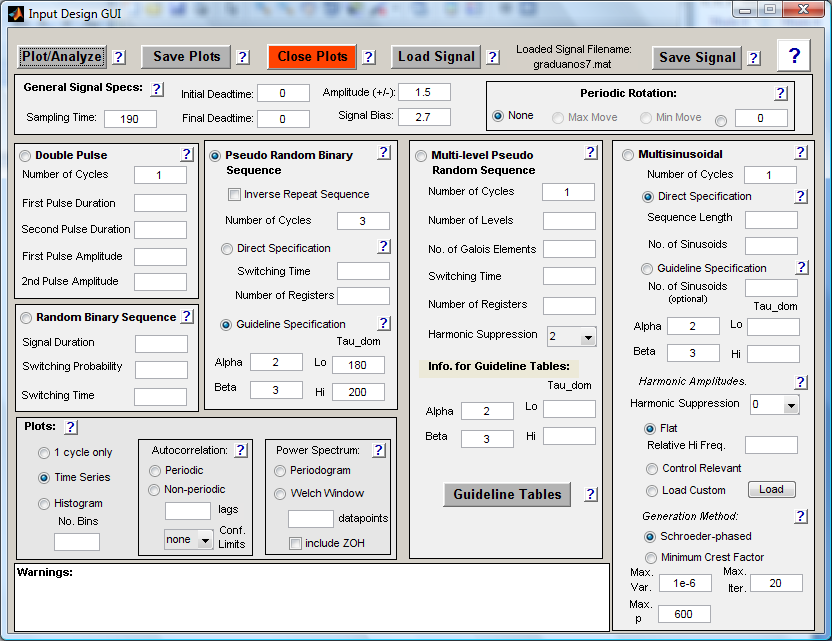 Input Design GUI
Plot/Analyze ? Save Plots ? Close Plots ? Load Signal ? Loaded Signal Filename: graduanos7.mat Save Signal ? ?
General Signal Specs: ?
Sampling Time: 190
Initial Deadtime: 0
Final Deadtime: 0
Amplitude (+/-): 1.5
Signal Bias: 2.7
Periodic Rotation: ?
None Max Move Min Move 0
Double Pulse ?
Number of Cycles 1
First Pulse Duration
Second Pulse Duration
First Pulse Amplitude
2nd Pulse Amplitude
Random Binary Sequence ?
Signal Duration
Switching Probability
Switching Time
Pseudo Random Binary ?
Sequence
Inverse Repeat Sequence
Number of Cycles 3
Direct Specification ?
Switching Time
Number of Registers
Guideline Specification ?
Tau_dom
Alpha 2 Lo 180
Beta 3 Hi 200
Multi-level Pseudo ?
Random Sequence
Number of Cycles 1
Number of Levels
No. of Galois Elements
Switching Time
Number of Registers
Harmonic Suppression 2
Info. for Guideline Tables:
Tau_dom
Alpha 2 Lo
Beta 3 Hi
Guideline Tables ?
Multisinusoidal ?
Number of Cycles 1
Direct Specification ?
Sequence Length
No. of Sinusoids
Guideline Specification ?
No. of Sinusoids
(optional)
Tau_dom
Alpha 2 Lo
Beta 3 Hi
Harmonic Amplitudes. ?
Harmonic Suppression 0
Flat
Relative Hi Freq.
Control Relevant
Load Custom Load
Generation Method: ?
Schroeder-phased
Minimum Crest Factor
Max. Var. 1e-6 Max. Iter. 20
Max. p 600
Plots: ?
1 cycle only
Time Series
Histogram
No. Bins
Autocorrelation: ?
Periodic
Non-periodic
lags
none Conf. Limits
Power Spectrum: ?
Periodogram
Welch Window
datapoints
include ZOH
Warnings: